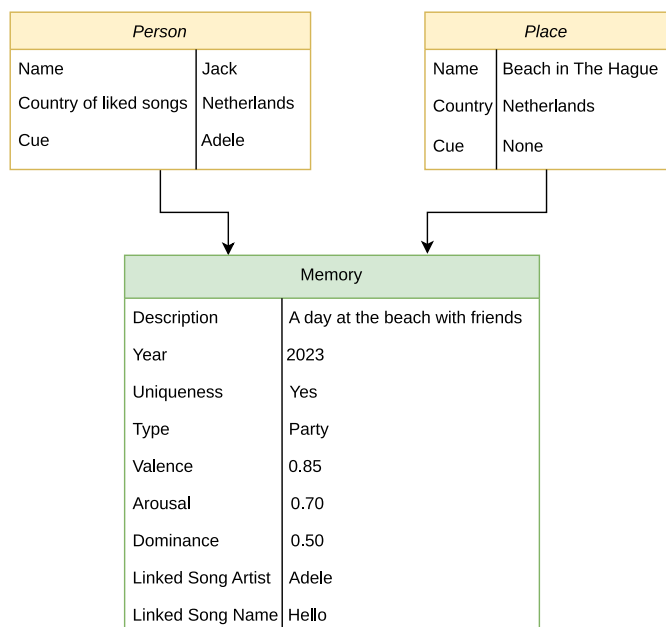 Person
Name Jack
Country of liked songs Netherlands
Cue Adele
Place
Name Beach in The Hague
Country Netherlands
Cue None
Memory
Description A day at the beach with friends
Year 2023
Uniqueness Yes
Type Party
Valence 0.85
Arousal 0.70
Dominance 0.50
Linked Song Artist Adele
Linked Song Name Hello